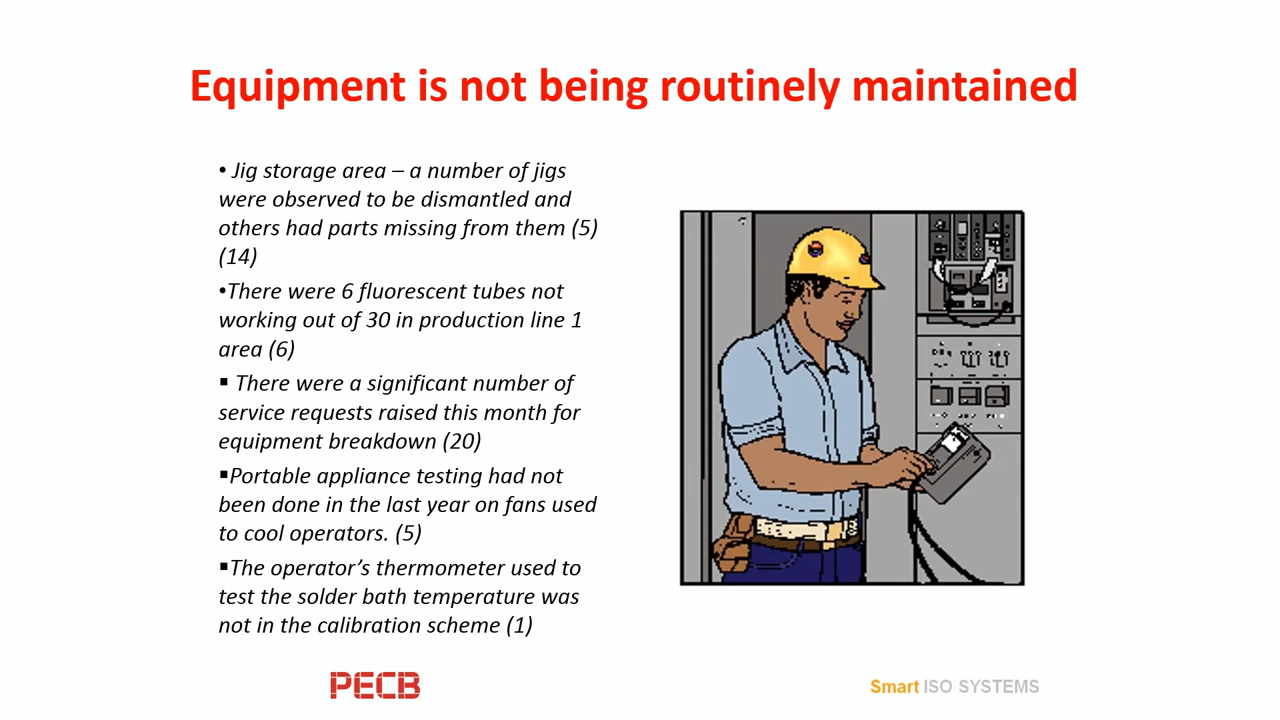 Equipment is not being routinely maintained
• Jig storage area – a number of jigs
were observed to be dismantled and
others had parts missing from them (5)
(14)
•There were 6 fluorescent tubes not
working out of 30 in production line 1
area (6)
▪ There were a significant number of
service requests raised this month for
equipment breakdown (20)
▪Portable appliance testing had not
been done in the last year on fans used
to cool operators. (5)
▪The operator’s thermometer used to
test the solder bath temperature was
not in the calibration scheme (1)
PECB
Smart ISO SYSTEMS